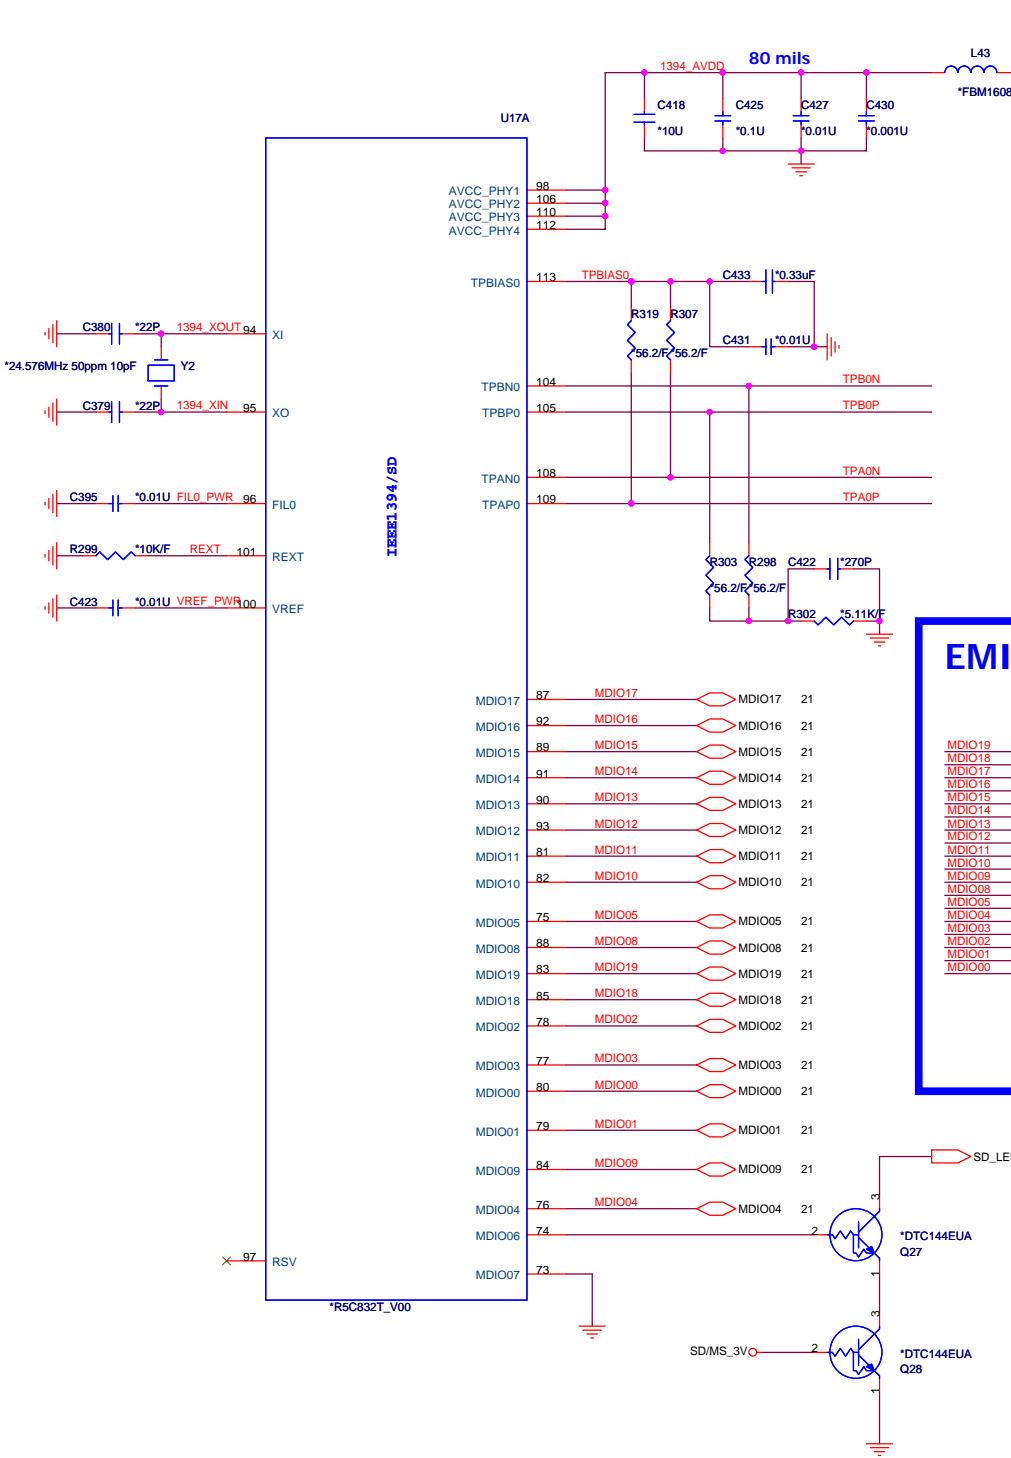 L43
80 mils
1394_AVDD
*FBM1608
C418
C425
C427
C430
*10U
*0.1U
*0.01U
*0.001U
U17A
AVCC_PHY1 98
AVCC_PHY2 106
AVCC_PHY3 110
AVCC_PHY4 112
TPBIAS0 113 TPBIAS0
C433 *0.33uF
R319
R307
C380 *22P 1394_XOUT 94 XI
C431 *0.01U
*56.2/F
*56.2/F
*24.576MHz 50ppm 10pF
Y2
TPBN0 104 TPB0N
C379 *22P 1394_XIN 95 XO
TPBP0 105 TPB0P
IEEE1394/SD
TPAN0 108 TPA0N
C395 *0.01U FIL0_PWR 96 FIL0
TPAP0 109 TPA0P
R299 *10K/F REXT 101 REXT
R303
R298
C422 *270P
*56.2/F
*56.2/F
C423 *0.01U VREF_PWR 100 VREF
R302 *5.11K/F
EMI
MDIO17 87 MDIO17 MDIO17 21
MDIO16 92 MDIO16 MDIO16 21
MDIO15 89 MDIO15 MDIO15 21
MDIO14 91 MDIO14 MDIO14 21
MDIO13 90 MDIO13 MDIO13 21
MDIO12 93 MDIO12 MDIO12 21
MDIO11 81 MDIO11 MDIO11 21
MDIO10 82 MDIO10 MDIO10 21
MDIO05 75 MDIO05 MDIO05 21
MDIO08 88 MDIO08 MDIO08 21
MDIO19 83 MDIO19 MDIO19 21
MDIO18 85 MDIO18 MDIO18 21
MDIO02 78 MDIO02 MDIO02 21
MDIO03 77 MDIO03 MDIO03 21
MDIO00 80 MDIO00 MDIO00 21
MDIO01 79 MDIO01 MDIO01 21
MDIO09 84 MDIO09 MDIO09 21
MDIO04 76 MDIO04 MDIO04 21
MDIO06 74
MDIO07 73
MDIO19
MDIO18
MDIO17
MDIO16
MDIO15
MDIO14
MDIO13
MDIO12
MDIO11
MDIO10
MDIO09
MDIO08
MDIO05
MDIO04
MDIO03
MDIO02
MDIO01
MDIO00
97 RSV
*R5C832T_V00
SD_LE
3
2
*DTC144EUA
Q27
1
3
SD/MS_3V
2
*DTC144EUA
Q28
1